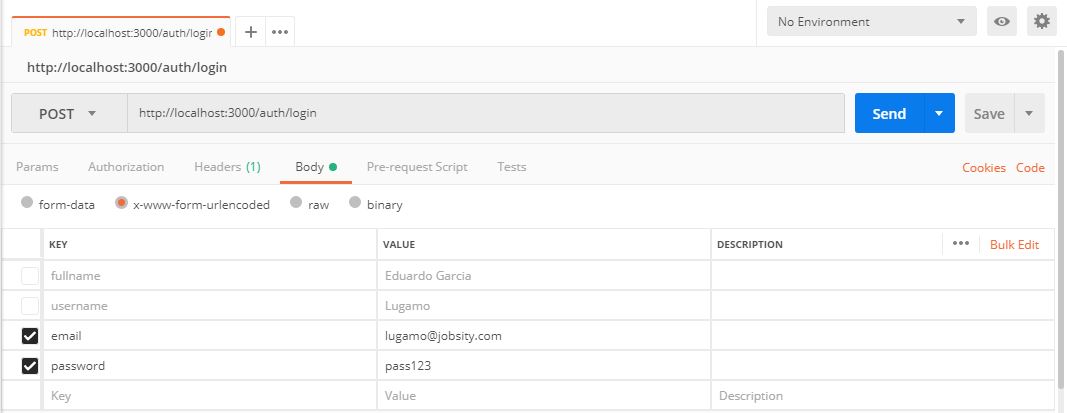 POST http://localhost:3000/auth/login
No Environment
http://localhost:3000/auth/login
POST http://localhost:3000/auth/login Send Save
Params Authorization Headers (1) Body Pre-request Script Tests Cookies Code
form-data x-www-form-urlencoded raw binary
KEY VALUE DESCRIPTION Bulk Edit
fullname Eduardo Garcia
username Lugamo
email lugamo@jobsity.com
password pass123
Key Value Description